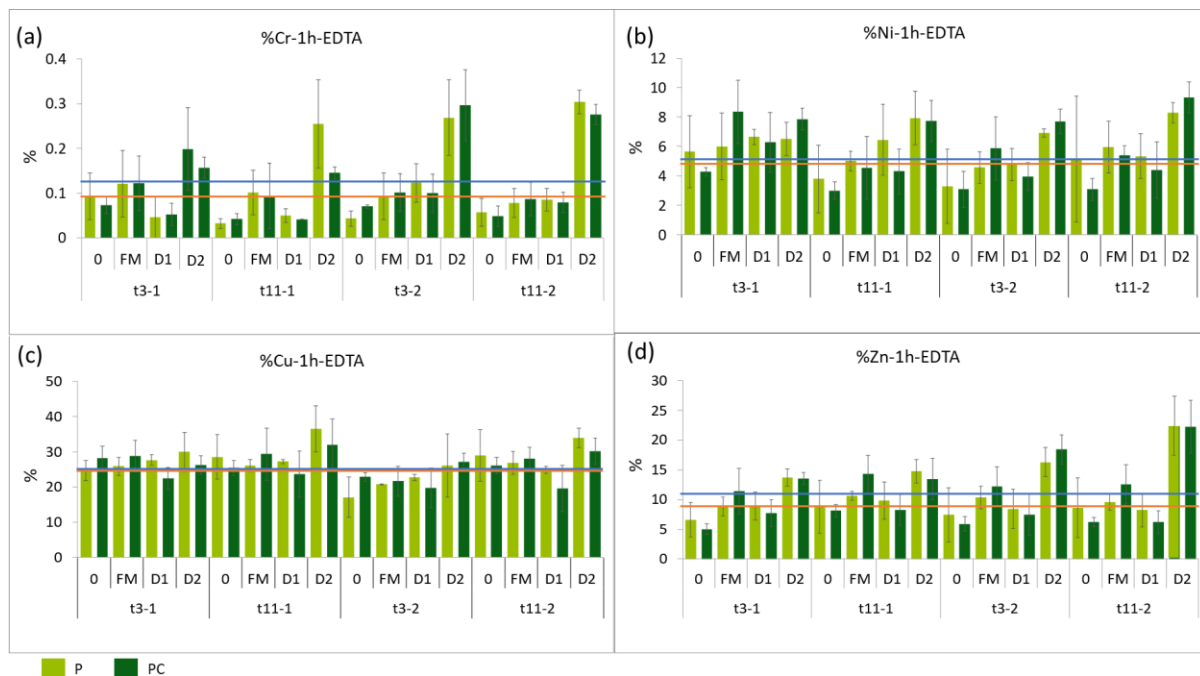 (a)
%Cr-1h-EDTA
0.4
0.3
0.2
0.1
0
%
0 FM D1 D2 0 FM D1 D2 0 FM D1 D2 0 FM D1 D2
t3-1 t11-1 t3-2 t11-2
(b)
%Ni-1h-EDTA
12
10
8
6
4
2
0
%
0 FM D1 D2 0 FM D1 D2 0 FM D1 D2 0 FM D1 D2
t3-1 t11-1 t3-2 t11-2
(c)
%Cu-1h-EDTA
50
40
30
20
10
0
%
0 FM D1 D2 0 FM D1 D2 0 FM D1 D2 0 FM D1 D2
t3-1 t11-1 t3-2 t11-2
(d)
%Zn-1h-EDTA
30
25
20
15
10
5
0
%
0 FM D1 D2 0 FM D1 D2 0 FM D1 D2 0 FM D1 D2
t3-1 t11-1 t3-2 t11-2
P PC